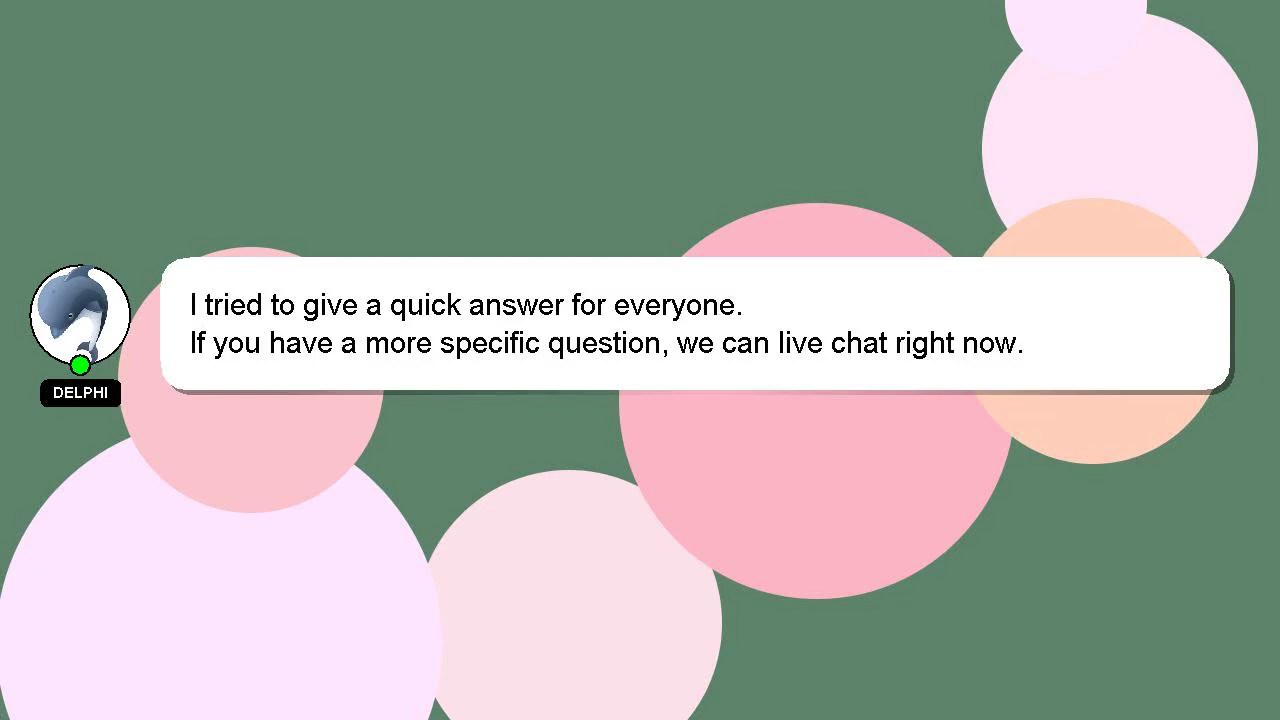 I tried to give a quick answer for everyone.
If you have a more specific question, we can live chat right now.
DELPHI